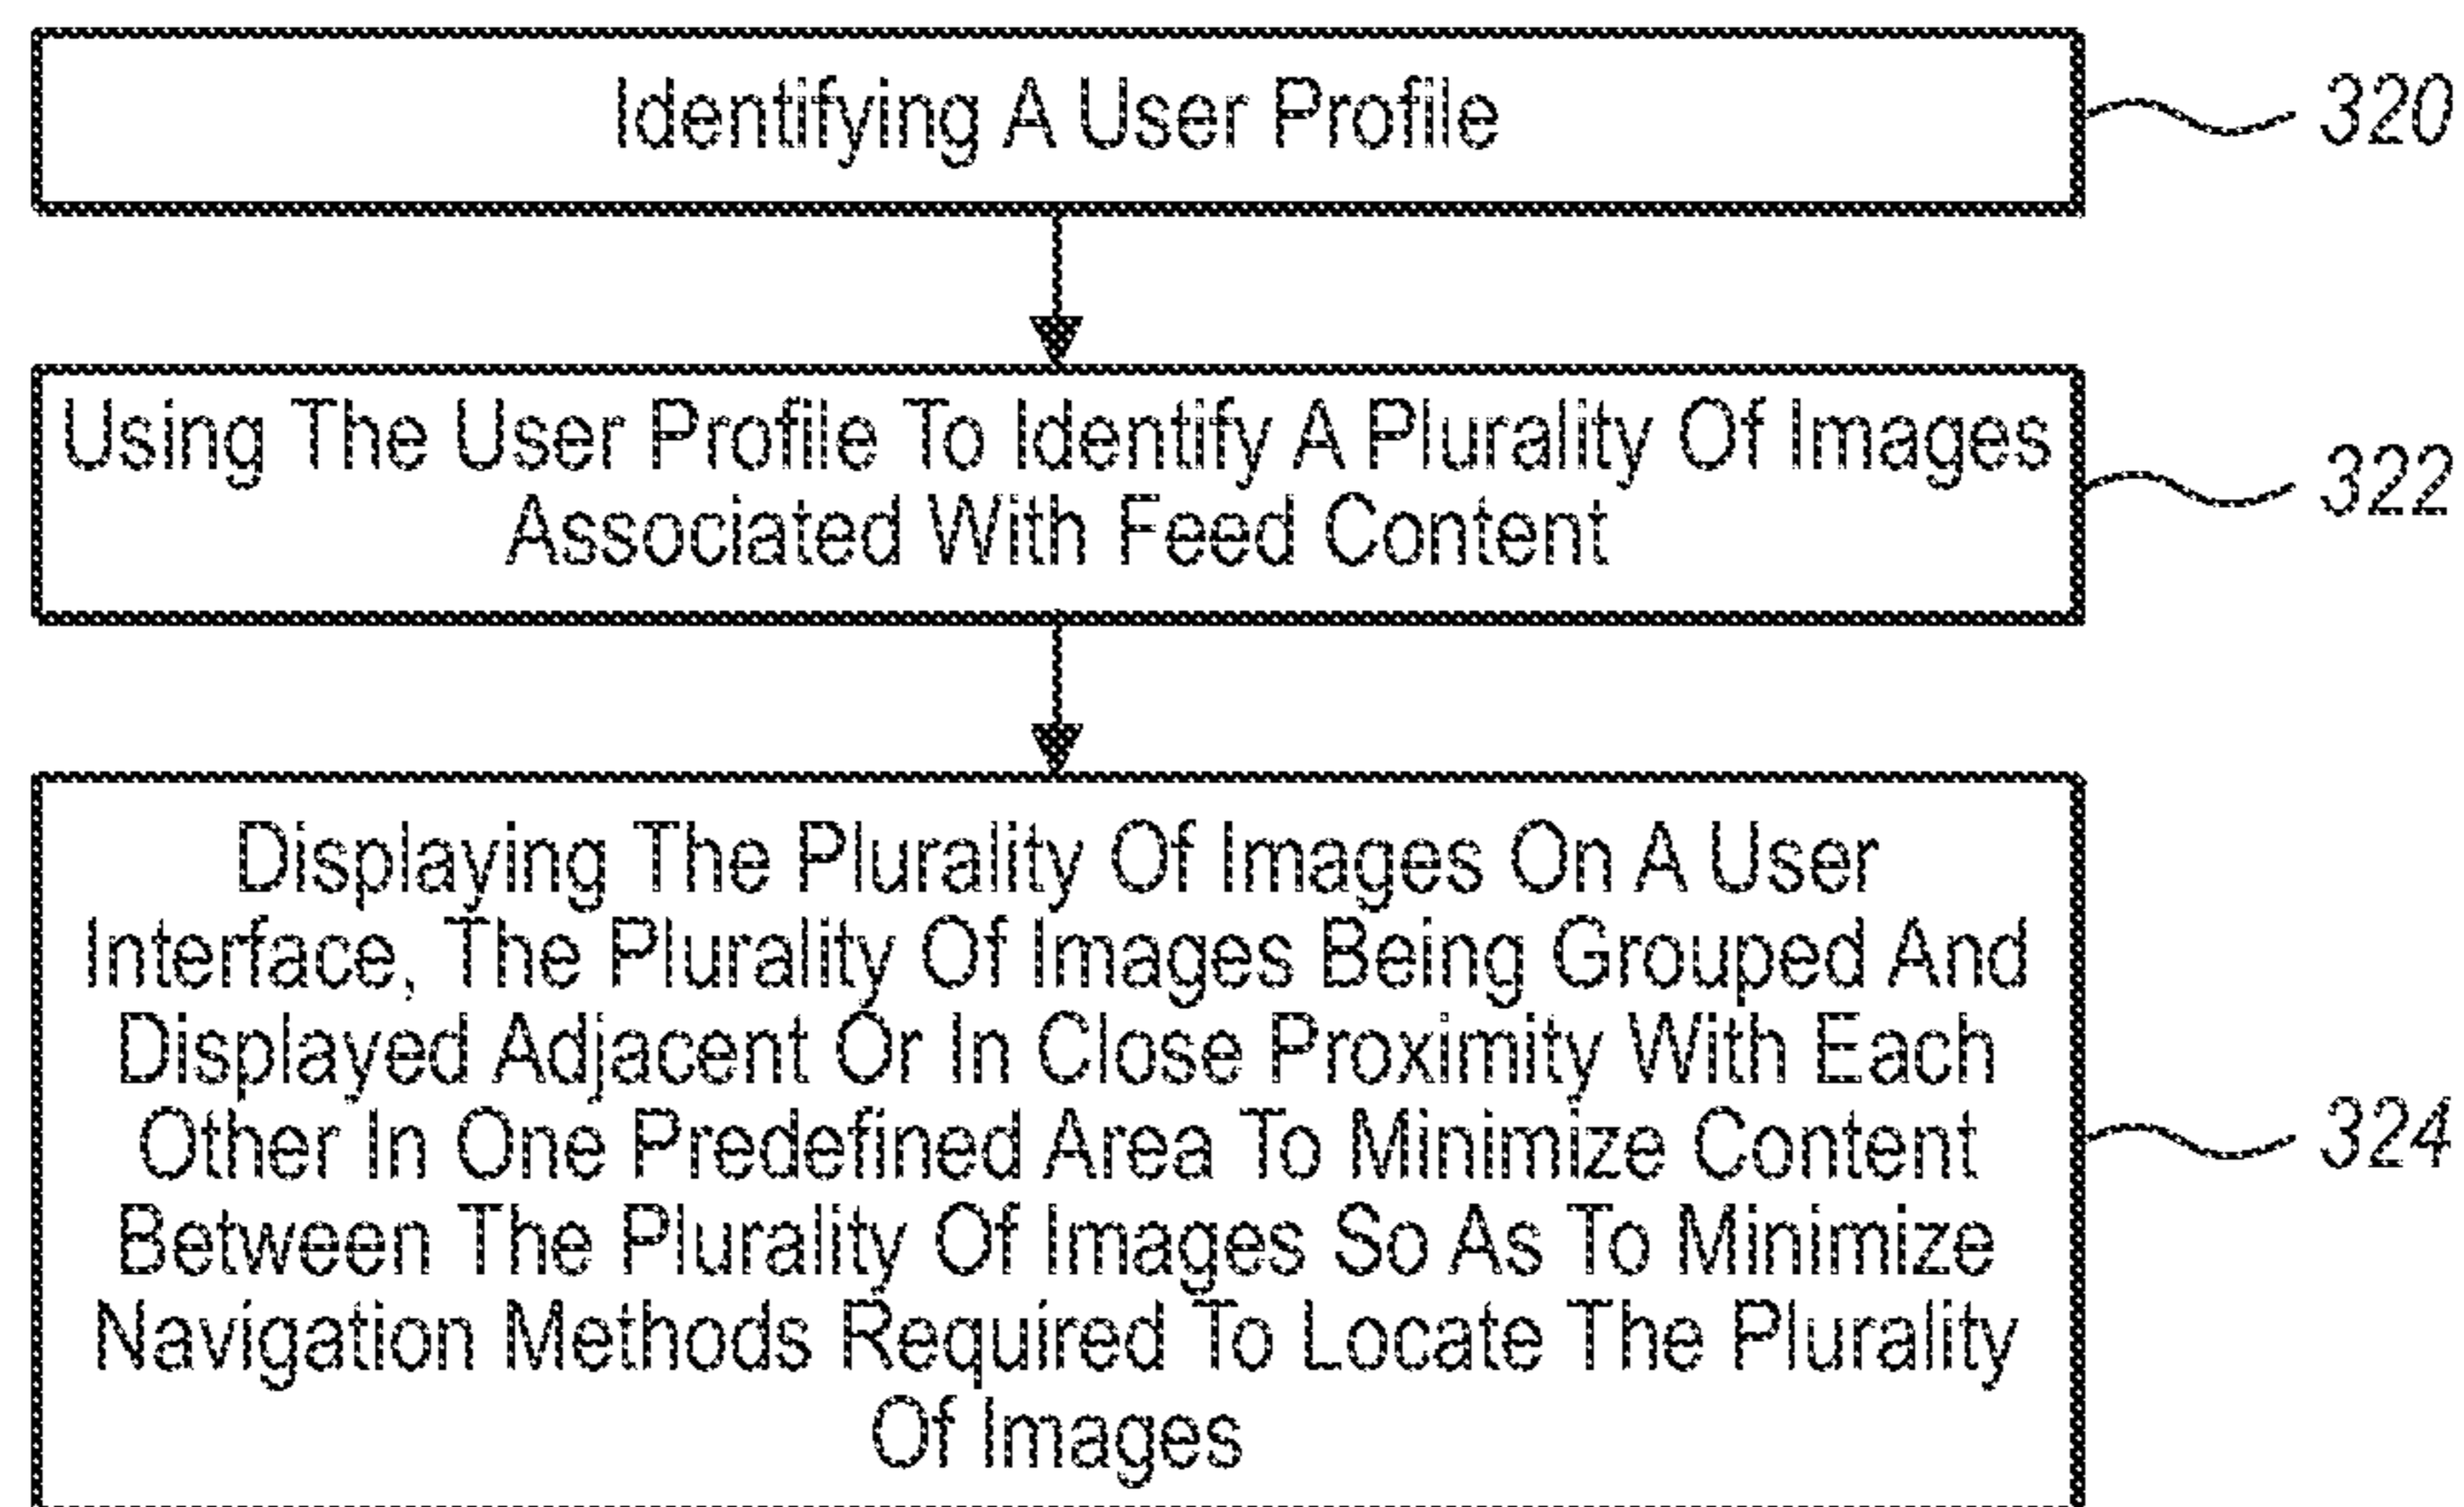 Identifying A User Profile
320
Using The User Profile To Identify A Plurality Of Images
Associated With Feed Content
322
Displaying The Plurality Of Images On A User
Interface, The Plurality Of Images Being Grouped And
Displayed Adjacent Or In Close Proximity With Each
Other In One Predefined Area To Minimize Content
Between The Plurality Of Images So As To Minimize
Navigation Methods Required To Locate The Plurality
Of Images
324